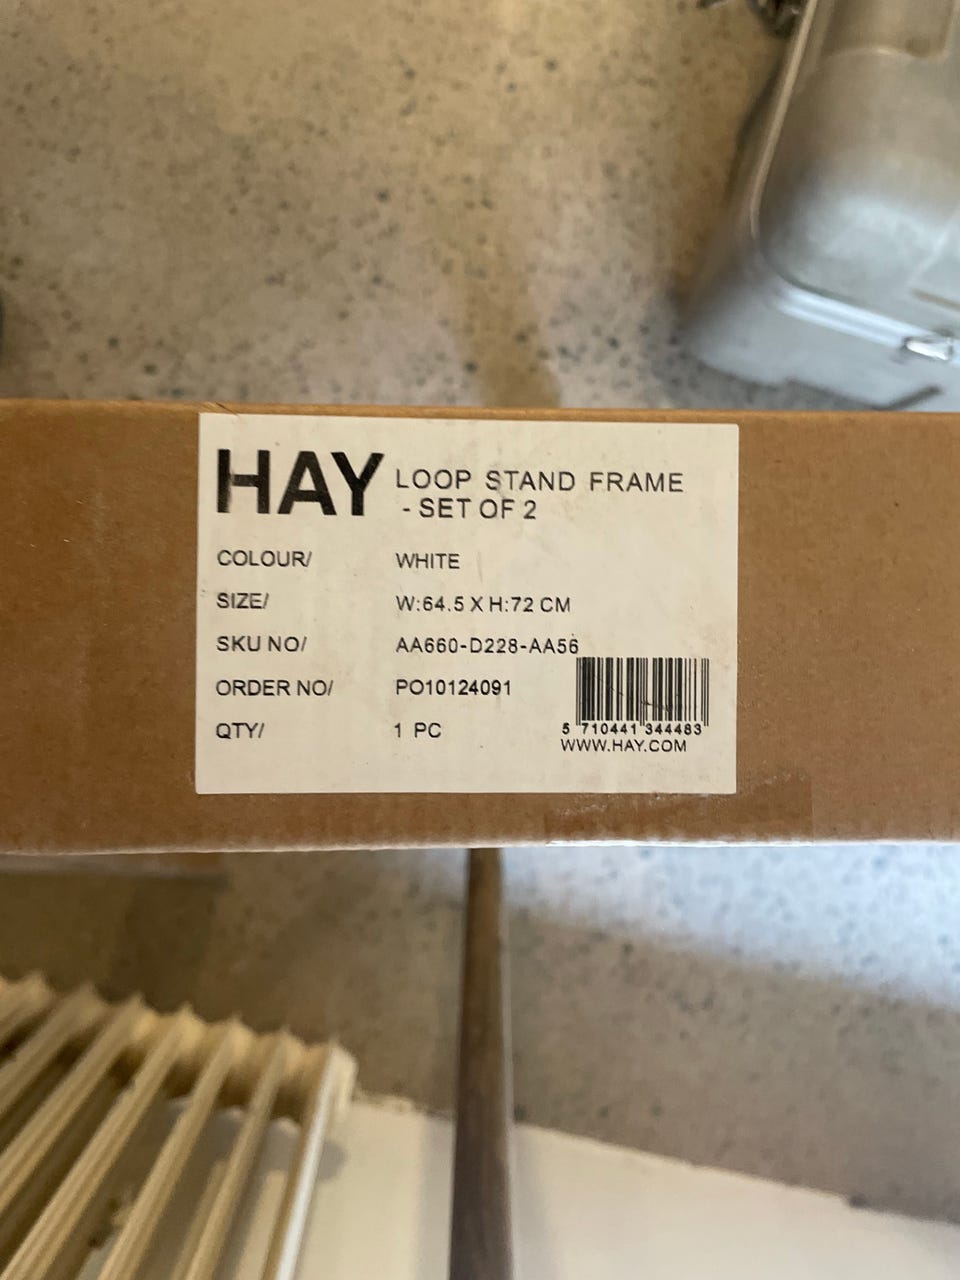 HAY LOOP STAND FRAME
- SET OF 2
COLOUR/ WHITE
SIZE/ W:64.5 X H:72 CM
SKU NO/ AA660-D228-AA56
ORDER NO/ PO10124091
QTY/ 1 PC
5 710441 344483
WWW.HAY.COM